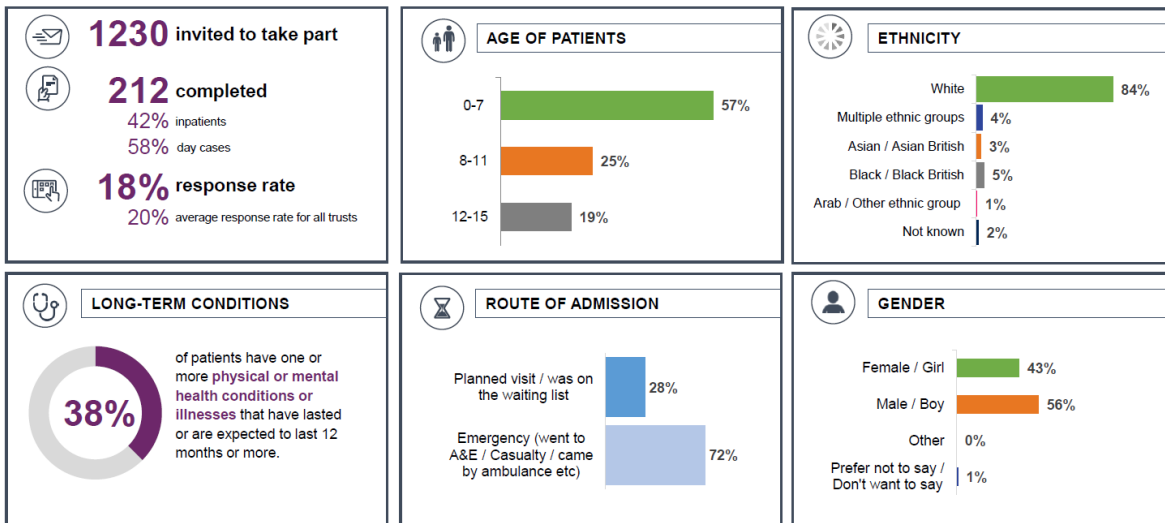 1230 invited to take part
212 completed
42% inpatients
58% day cases
18% response rate
20% average response rate for all trusts
AGE OF PATIENTS
0-7 57%
8-11 25%
12-15 19%
ETHNICITY
White 84%
Multiple ethnic groups 4%
Asian / Asian British 3%
Black / Black British 5%
Arab / Other ethnic group 1%
Not known 2%
LONG-TERM CONDITIONS
38%
of patients have one or
more physical or mental
health conditions or
illnesses that have lasted
or are expected to last 12
months or more.
ROUTE OF ADMISSION
Planned visit / was on
the waiting list
28%
Emergency (went to
A&E / Casualty / came
by ambulance etc)
72%
GENDER
Female / Girl 43%
Male / Boy 56%
Other 0%
Prefer not to say /
Don't want to say
1%